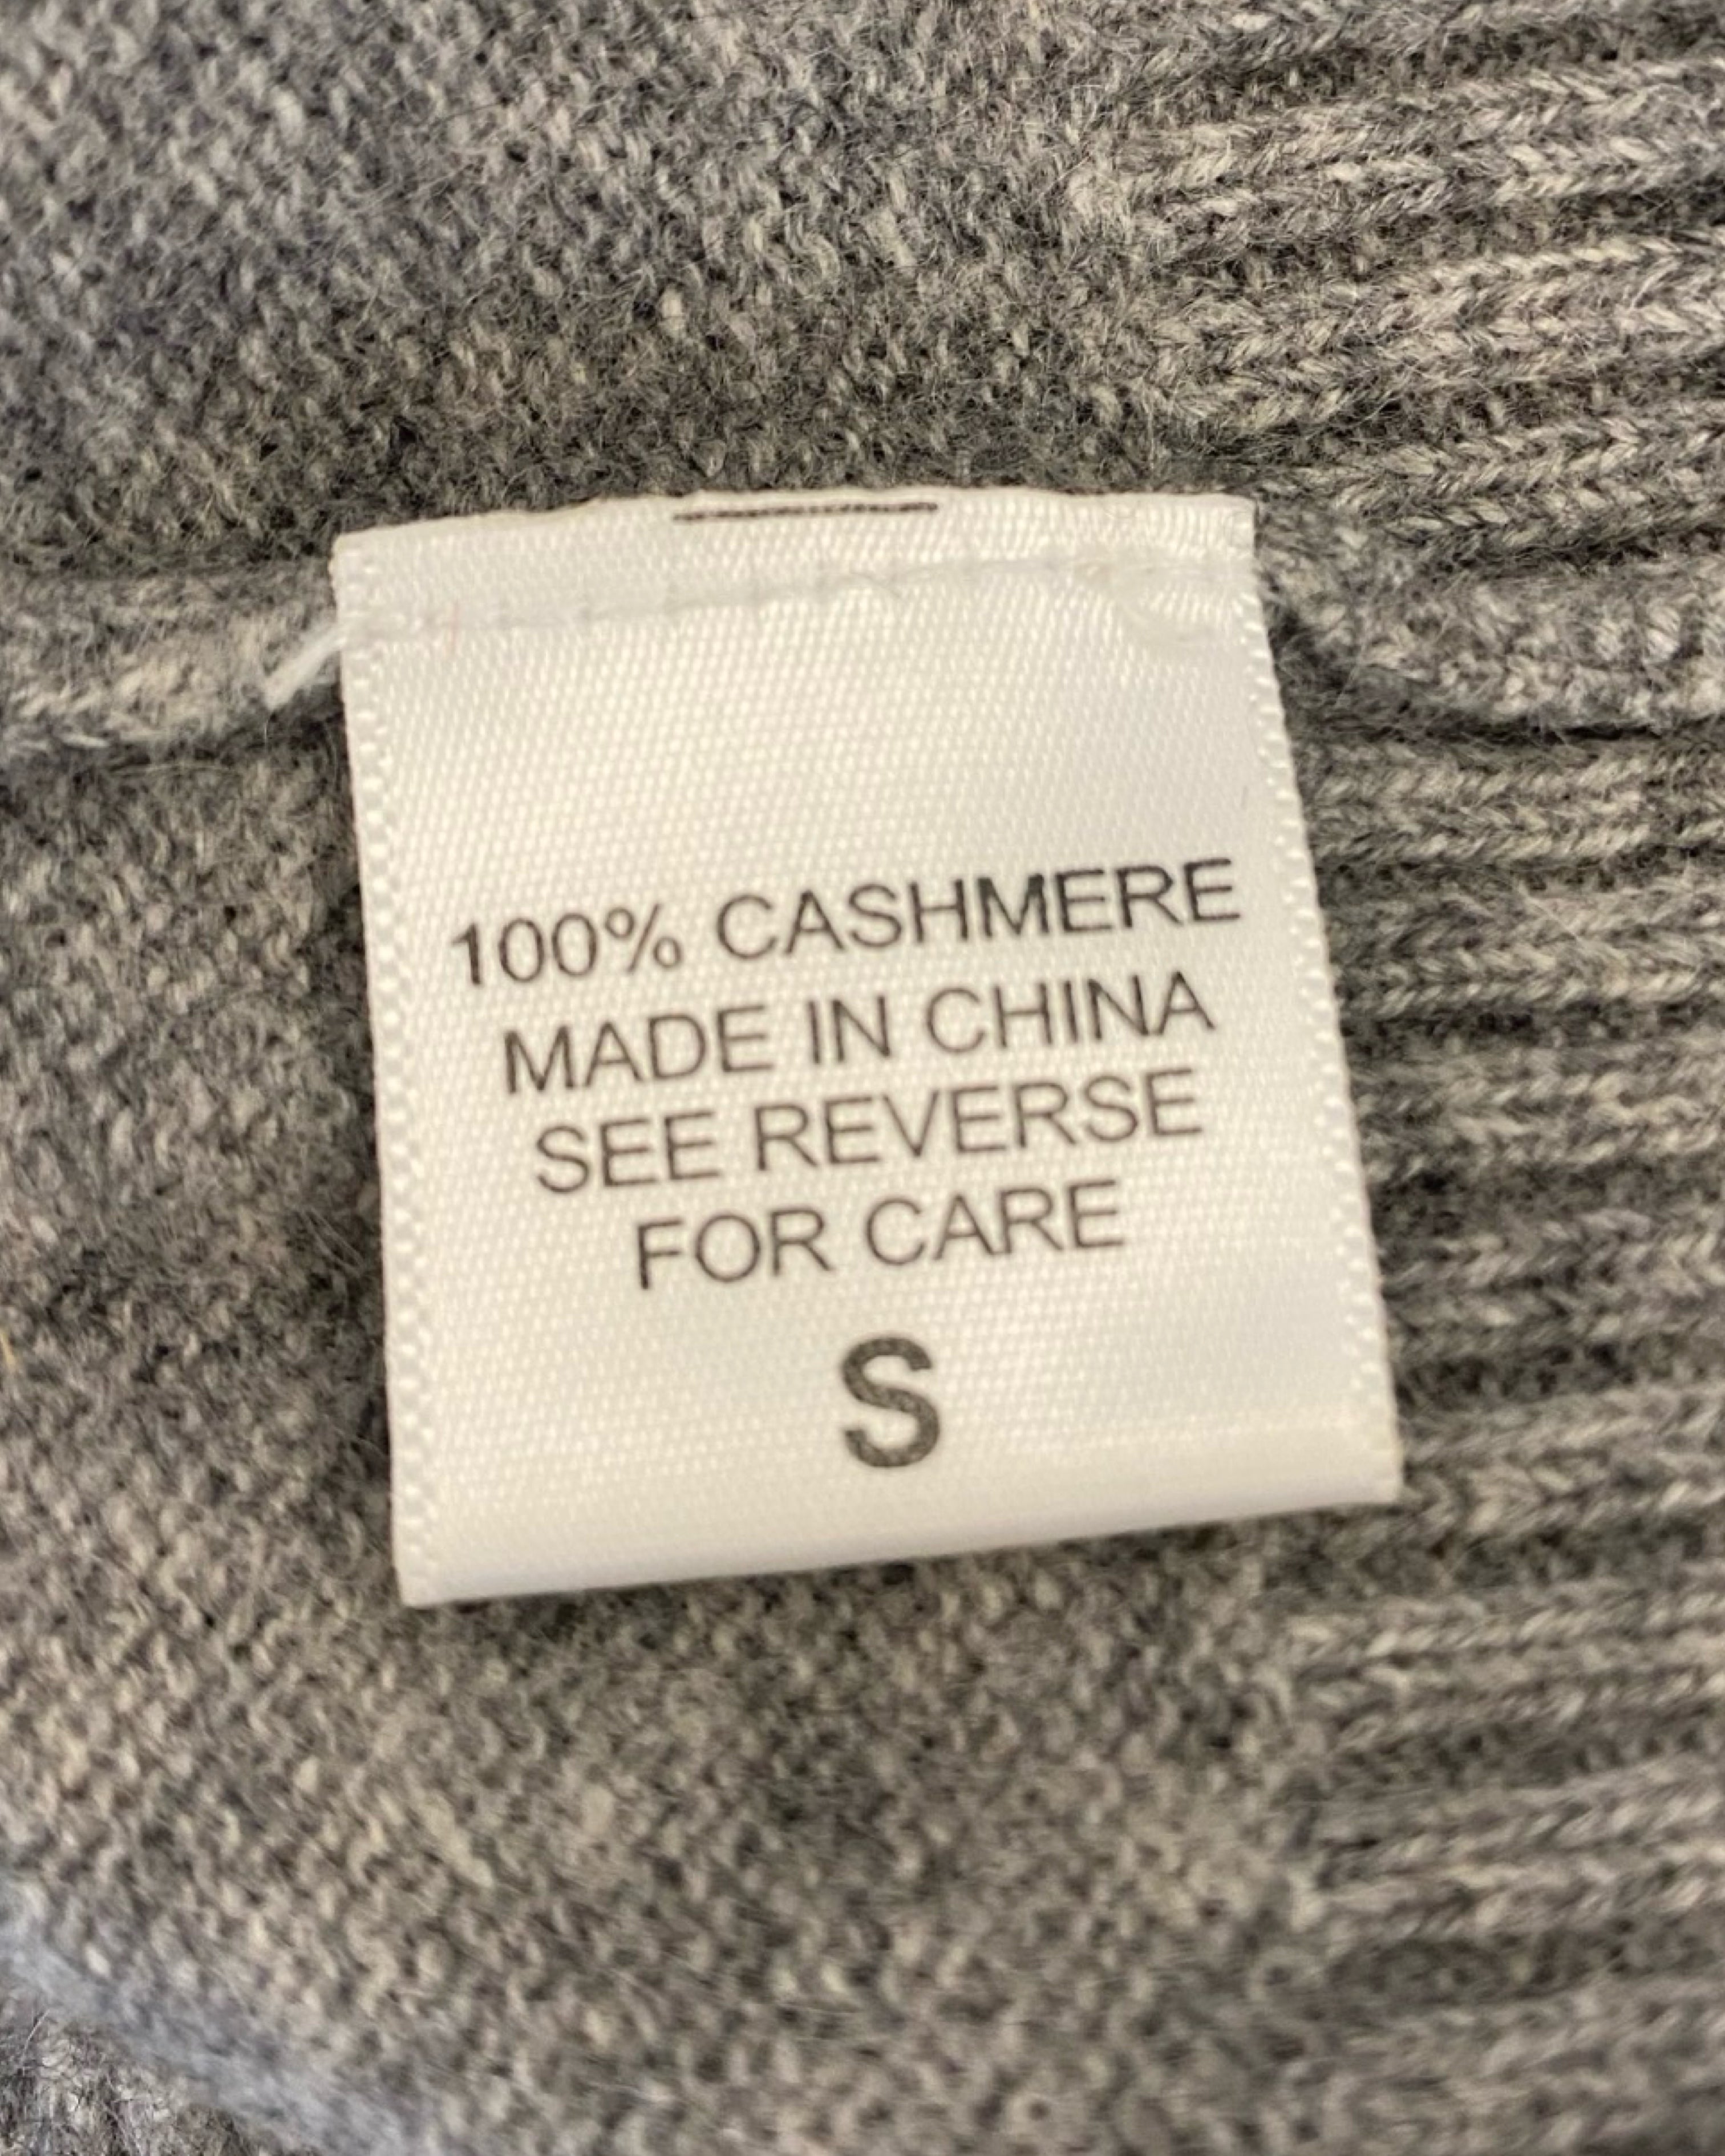 100% CASHMERE
MADE IN CHINA
SEE REVERSE
FOR CARE
S